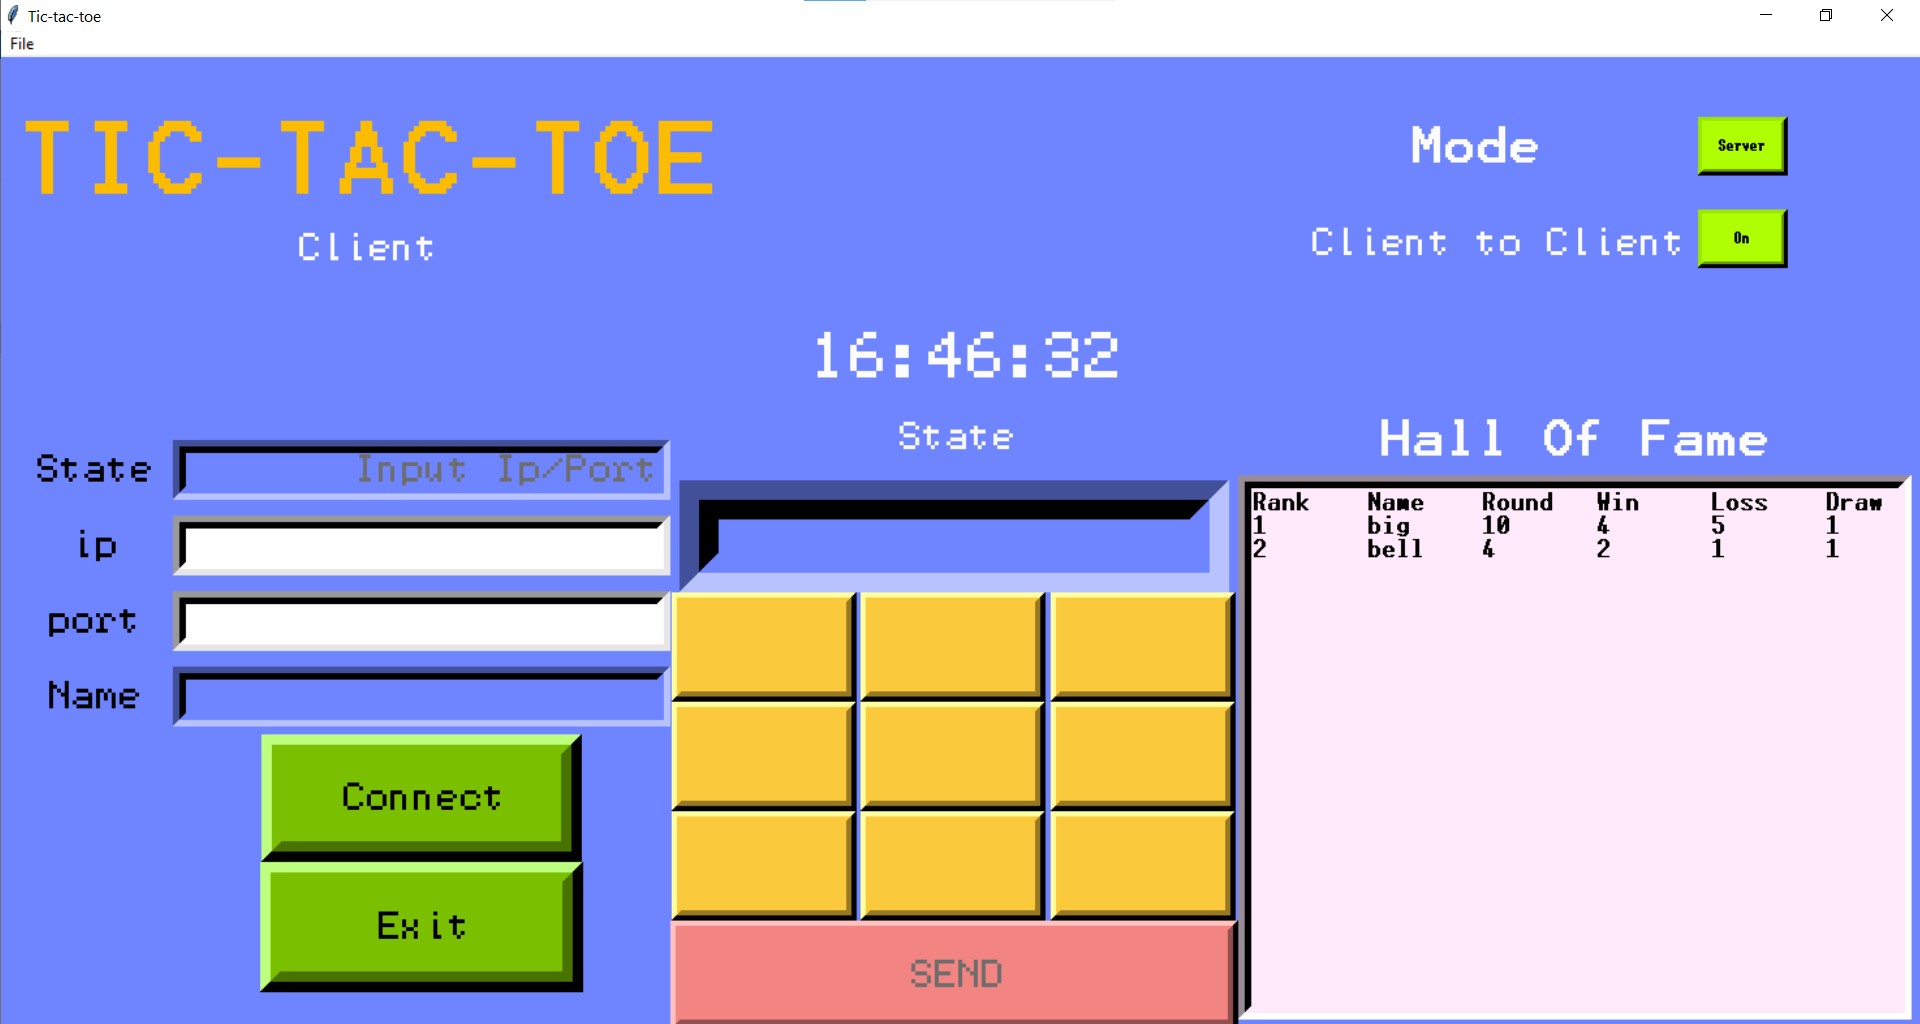 Tic-tac-toe
File
TIC-TAC-TOE
Client
Mode
Server
Client to Client
On
16:46:32
State
State
Input Ip/Port
ip
port
Name
Connect
Exit
SEND
Hall Of Fame
Rank Name Round Win Loss Draw
1 big 10 4 5 1
2 bell 4 2 1 1